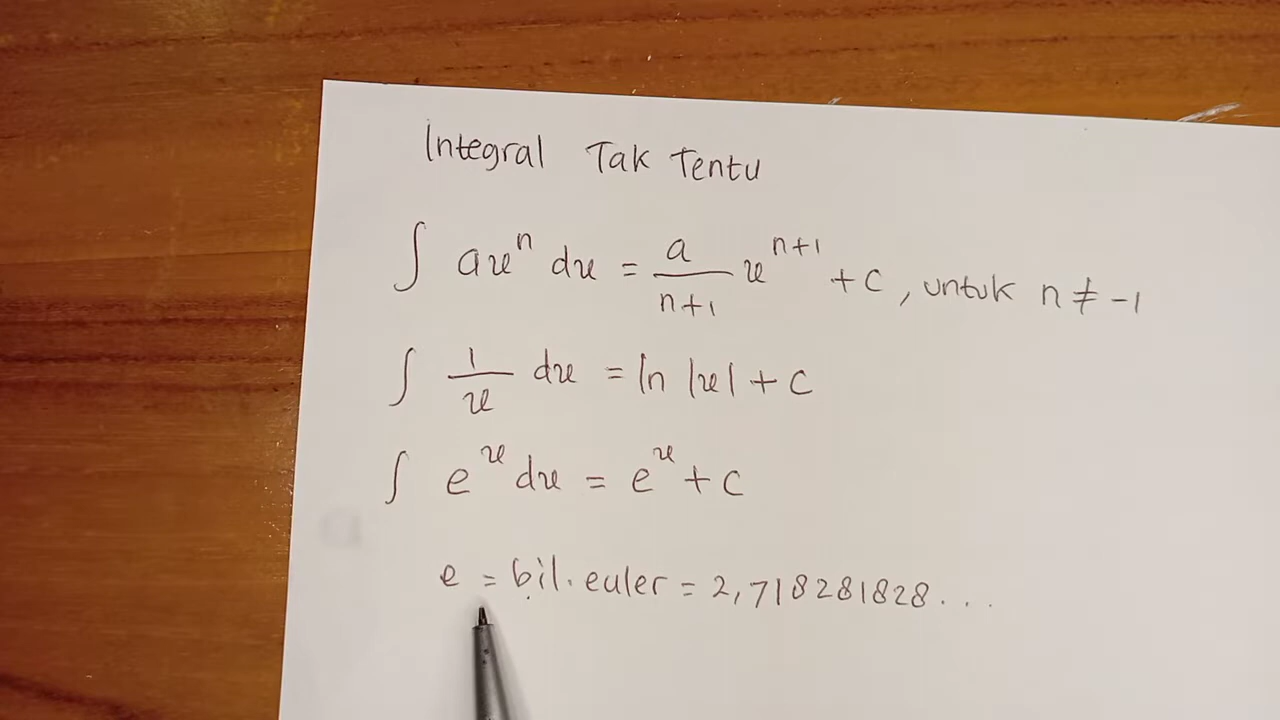 Integral Tak Tentu
∫ ax^n dx = a/(n+1) x^(n+1) + c, untuk n ≠ -1
∫ 1/x dx = ln |x| + c
∫ e^x dx = e^x + c
e = bil. euler = 2,718281828...